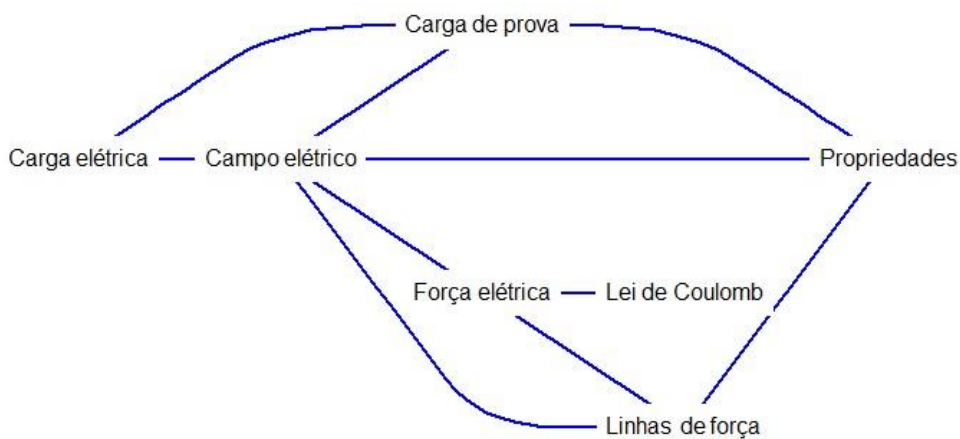 Carga de prova
Carga elétrica
Campo elétrico
Propriedades
Força elétrica
Lei de Coulomb
Linhas de força